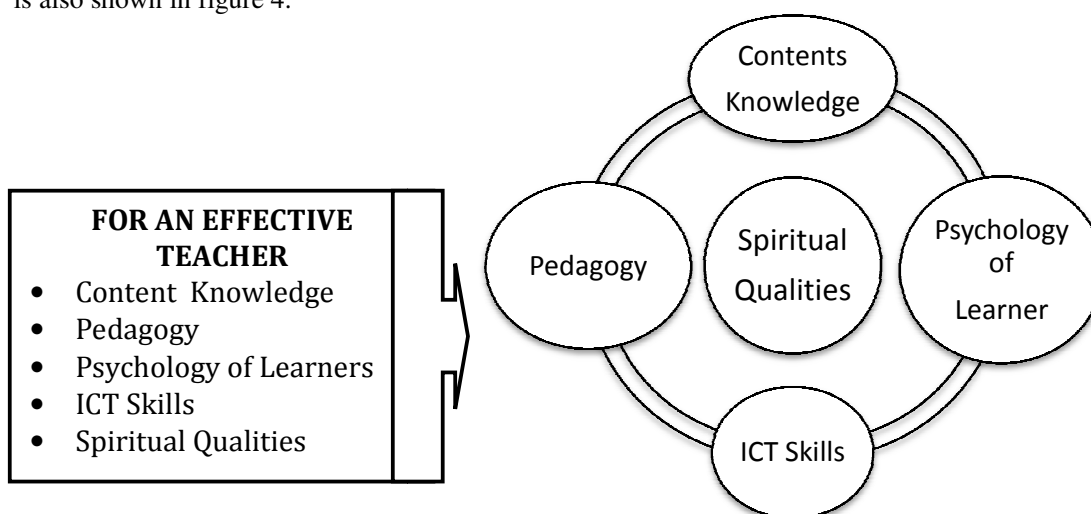 is also shown in figure 4.
FOR AN EFFECTIVE
TEACHER
• Content Knowledge
• Pedagogy
• Psychology of Learners
• ICT Skills
• Spiritual Qualities
Contents
Knowledge
Pedagogy
Spiritual
Qualities
Psychology
of
Learner
ICT Skills